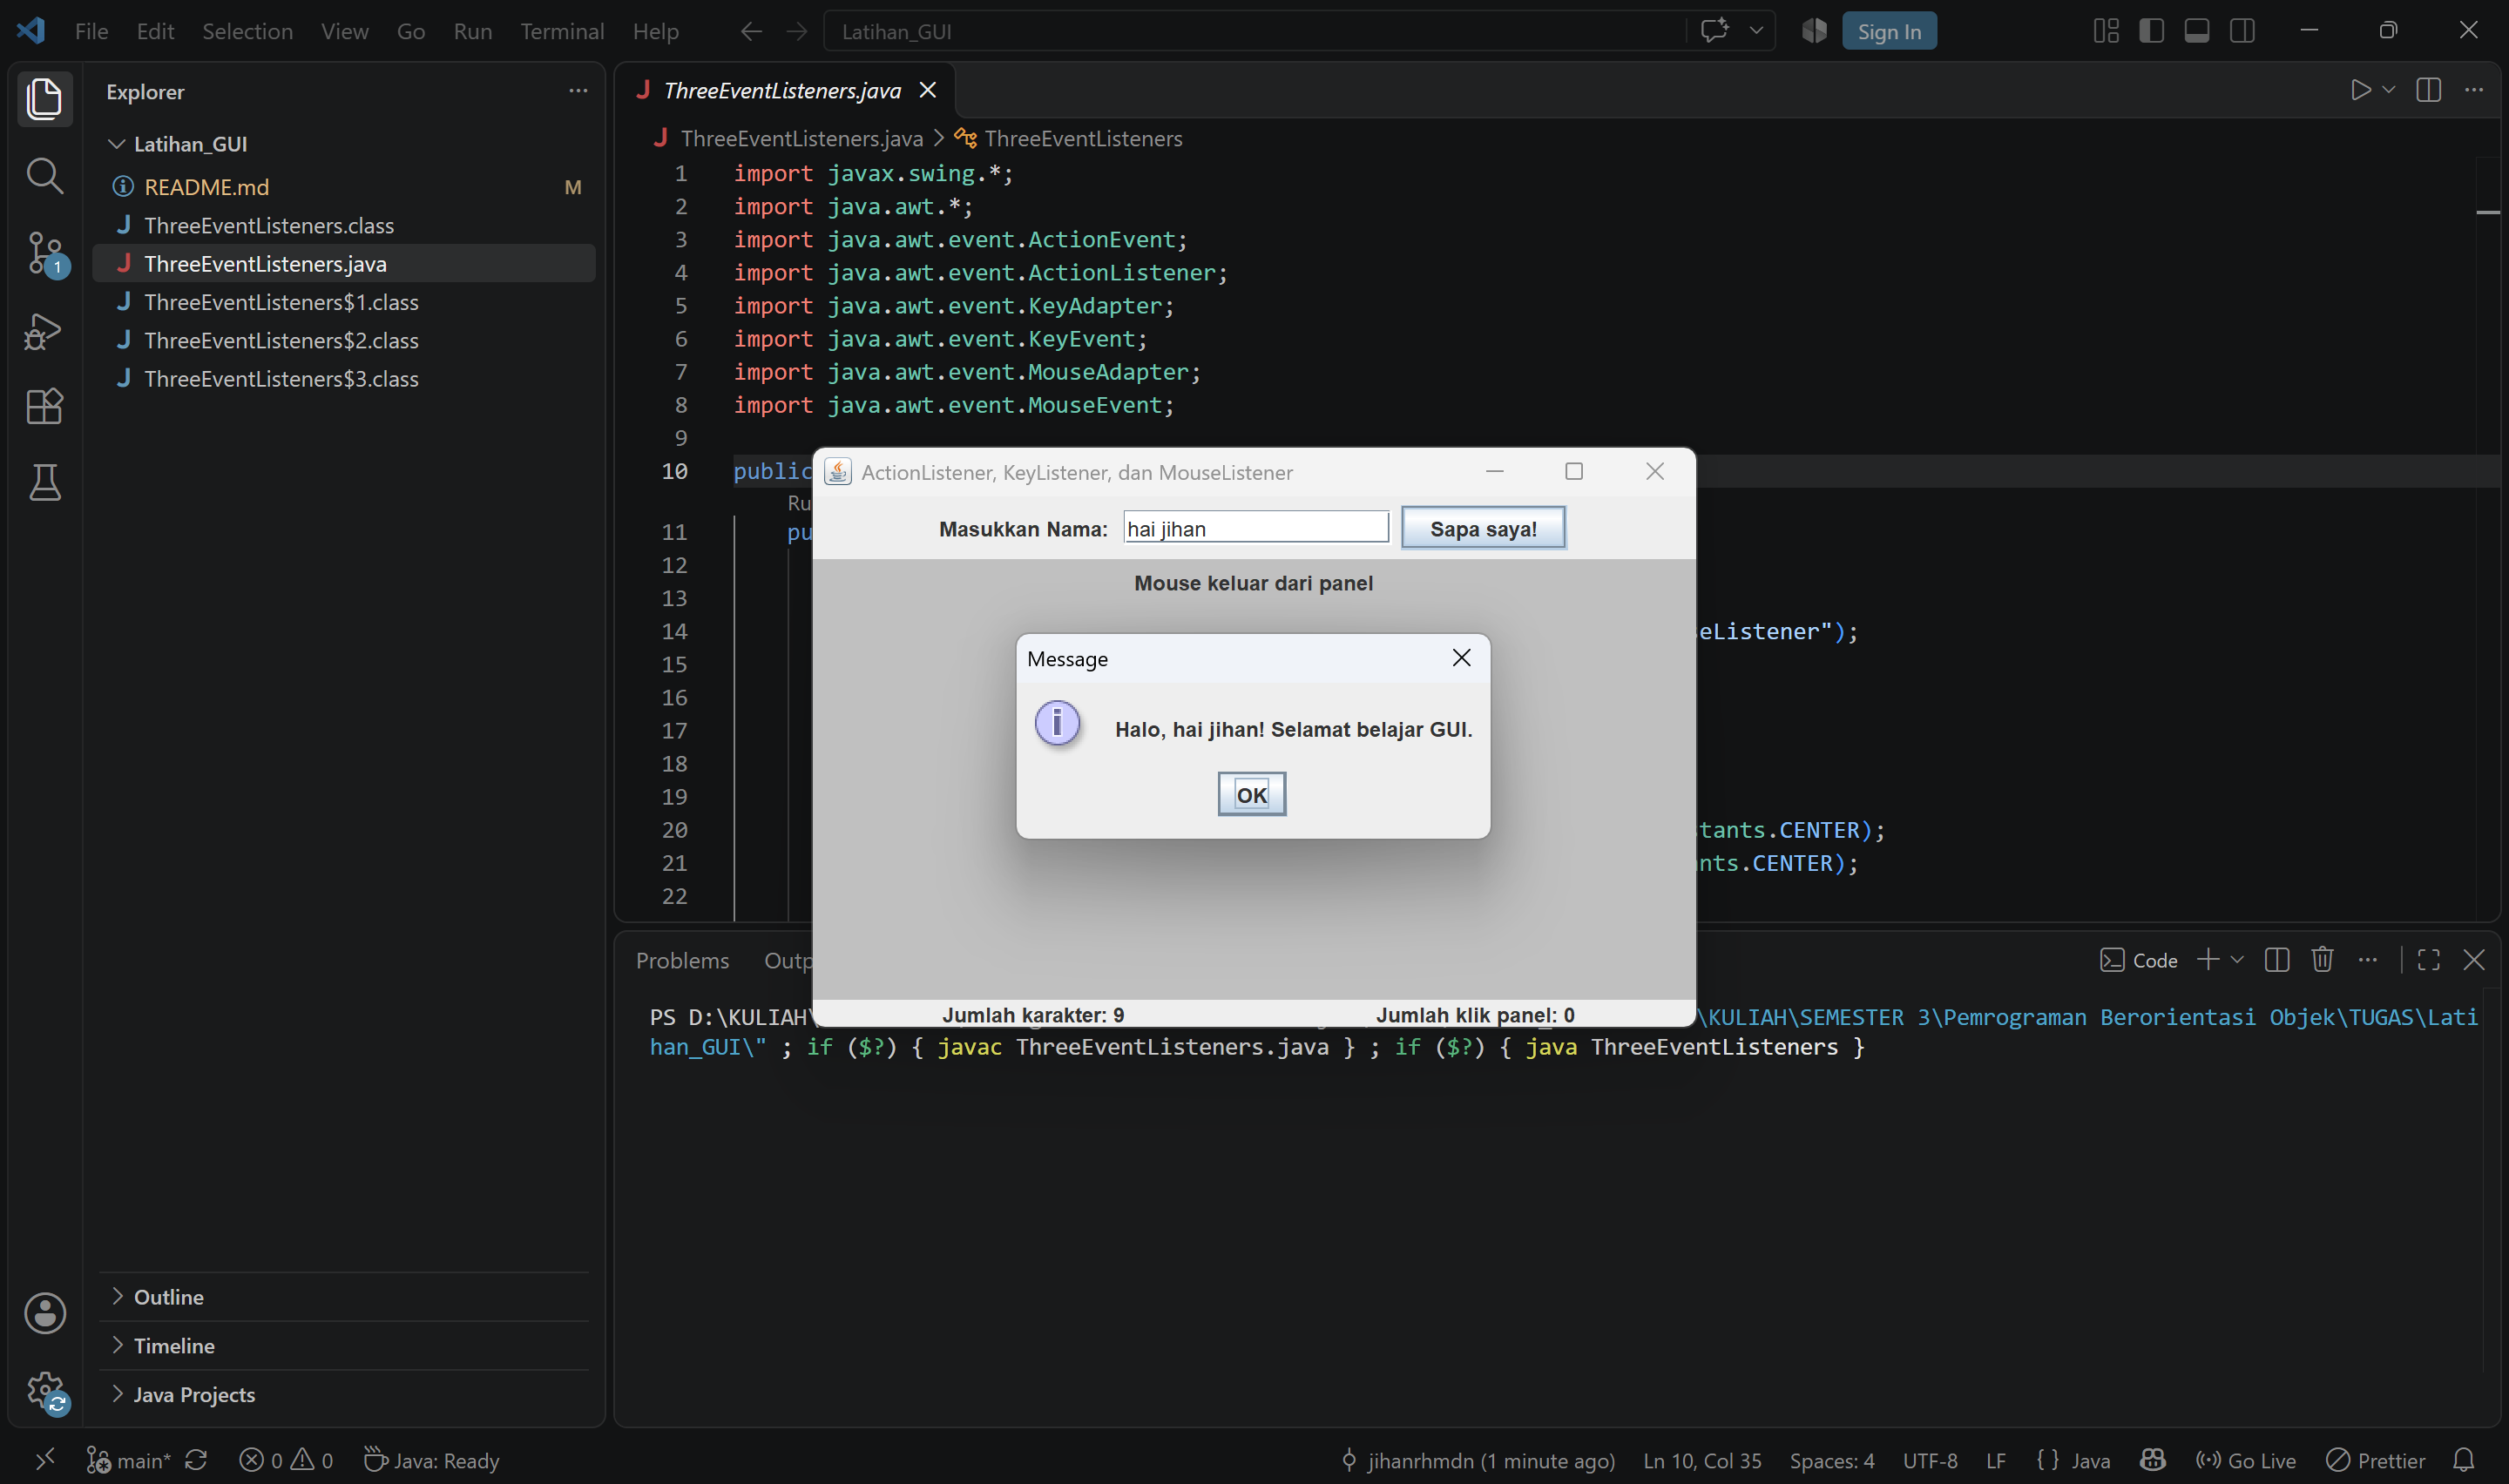 File Edit Selection View Go Run Terminal Help
Latihan_GUI
Sign In
Explorer
Latihan_GUI
README.md M
ThreeEventListeners.class
ThreeEventListeners.java
ThreeEventListeners$1.class
ThreeEventListeners$2.class
ThreeEventListeners$3.class
1
Outline
Timeline
Java Projects
J ThreeEventListeners.java
J ThreeEventListeners.java > ThreeEventListeners
1 import javax.swing.*;
2 import java.awt.*;
3 import java.awt.event.ActionEvent;
4 import java.awt.event.ActionListener;
5 import java.awt.event.KeyAdapter;
6 import java.awt.event.KeyEvent;
7 import java.awt.event.MouseAdapter;
8 import java.awt.event.MouseEvent;
9
10 public
Ru
11 pu
12
13
14 eListener");
15
16
17
18
19
20 tants.CENTER);
21 nts.CENTER);
22
ActionListener, KeyListener, dan MouseListener
Masukkan Nama: hai jihan Sapa saya!
Mouse keluar dari panel
Message
Halo, hai jihan! Selamat belajar GUI.
OK
Jumlah karakter: 9 Jumlah klik panel: 0
Problems Outp
Code
PS D:\KULIAH\ \KULIAH\SEMESTER 3\Pemrograman Berorientasi Objek\TUGAS\Lati
han_GUI\" ; if ($?) { javac ThreeEventListeners.java } ; if ($?) { java ThreeEventListeners }
main* 0 0 Java: Ready
jihanrhmdn (1 minute ago) Ln 10, Col 35 Spaces: 4 UTF-8 LF { } Java Go Live Prettier